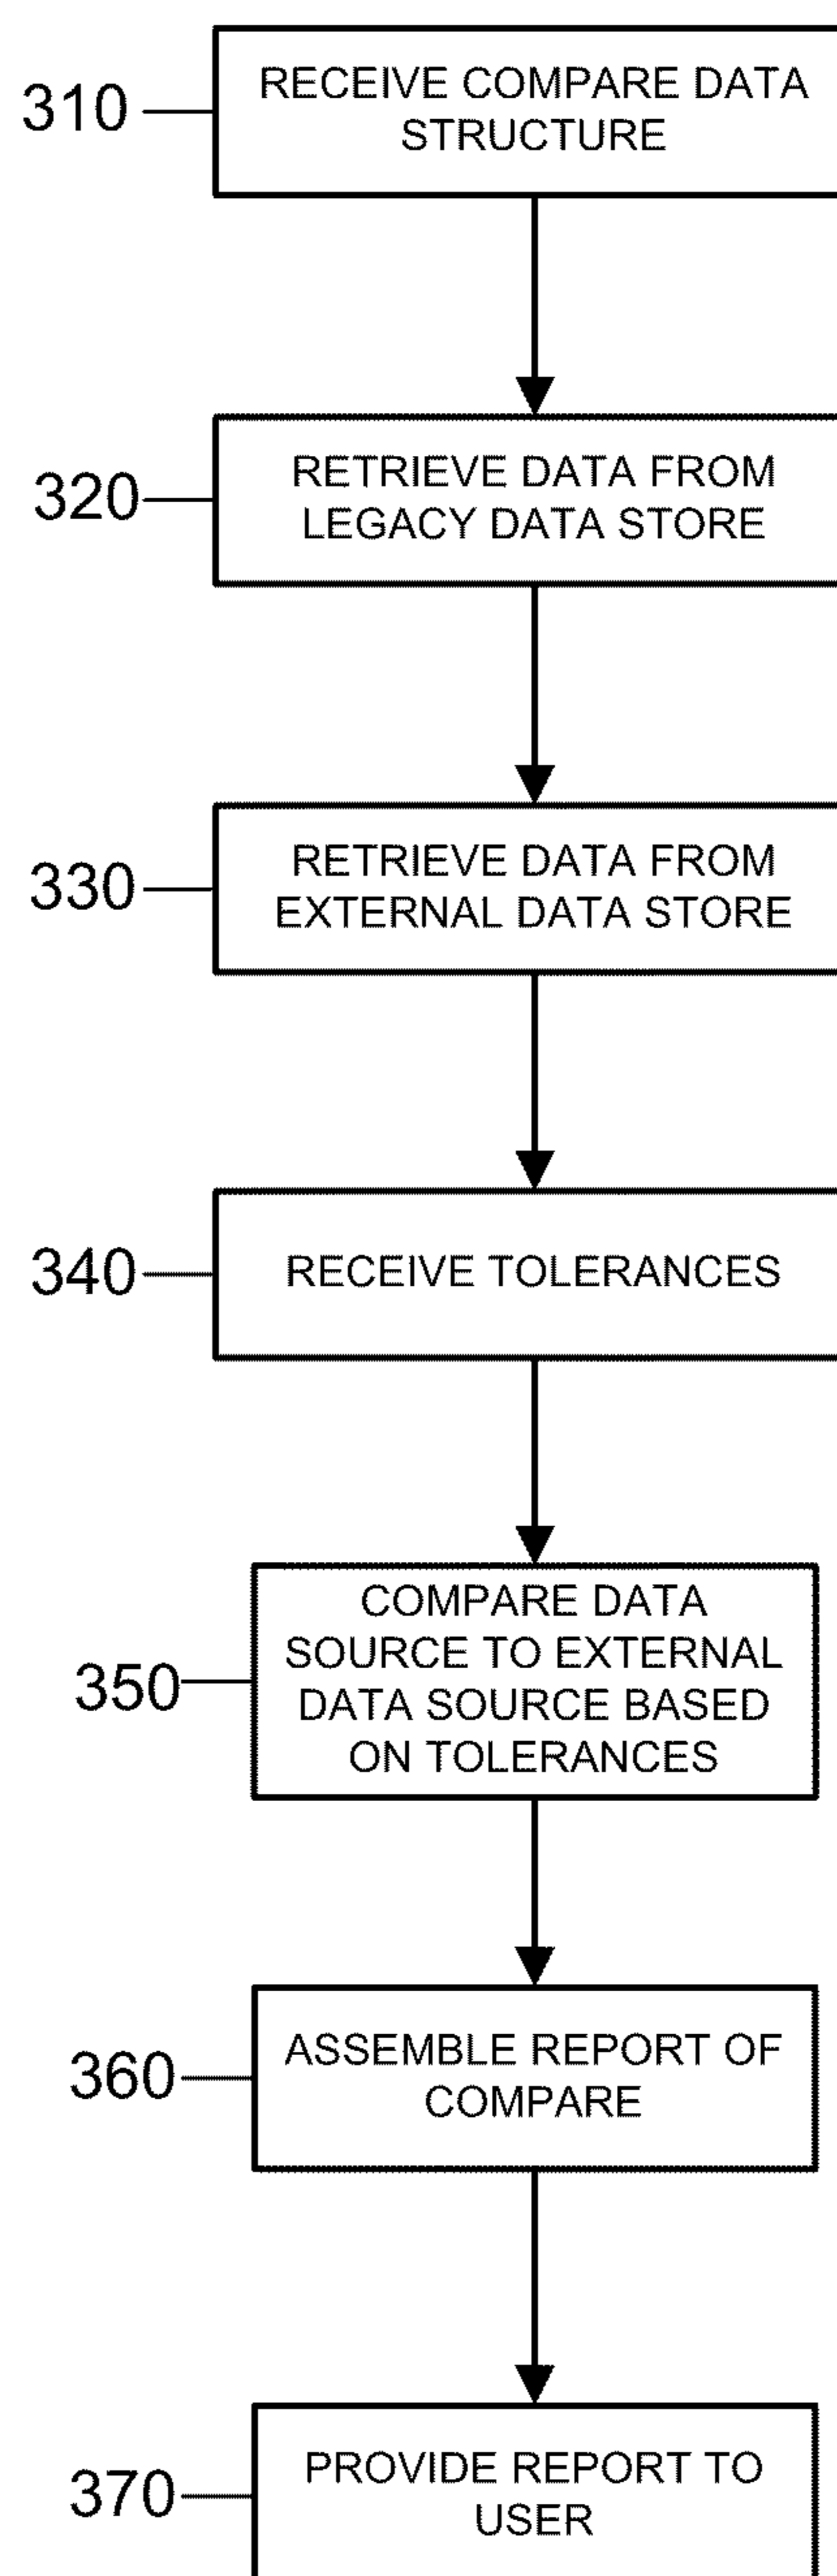 310
RECEIVE COMPARE DATA
STRUCTURE
320
RETRIEVE DATA FROM
LEGACY DATA STORE
330
RETRIEVE DATA FROM
EXTERNAL DATA STORE
340
RECEIVE TOLERANCES
350
COMPARE DATA
SOURCE TO EXTERNAL
DATA SOURCE BASED
ON TOLERANCES
360
ASSEMBLE REPORT OF
COMPARE
370
PROVIDE REPORT TO
USER